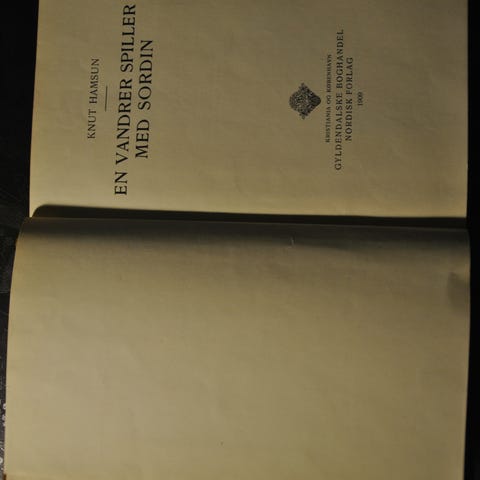 KNUT HAMSUN
EN VANDRER SPILLER
MED SORDIN
KRISTIANIA OG KØBENHAVN
GYLDENDALSKE BOGHANDEL
NORDISK FORLAG
1909